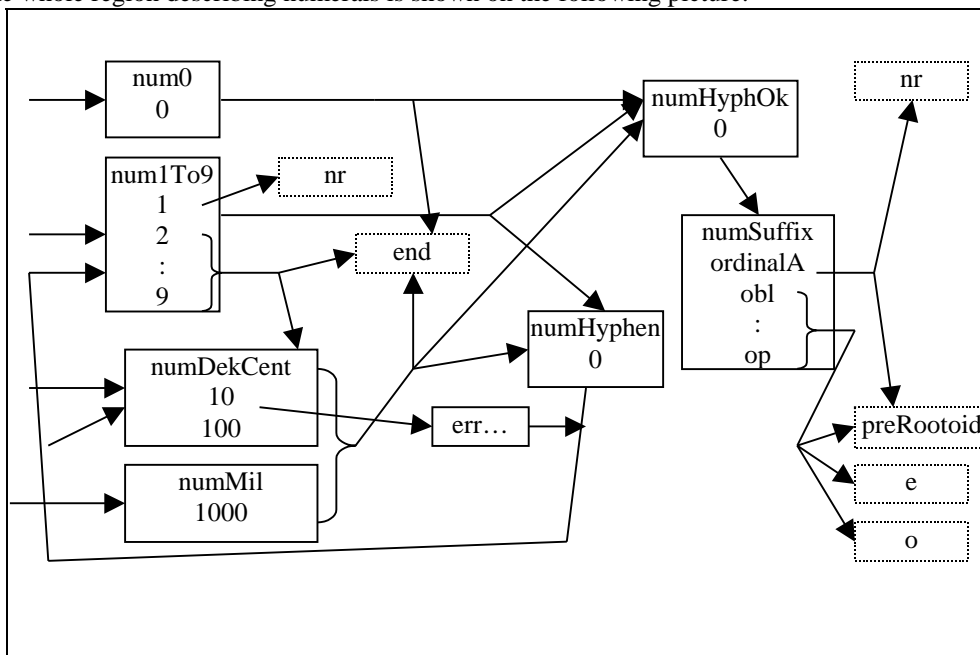 e whole region describing numerals is shown on the following picture:
num0
0
numHyphOk
0
nr
num1To9
1
2
:
9
nr
end
numSuffix
ordinalA
obl
:
op
numHyphen
0
numDekCent
10
100
err…
preRootoid
numMil
1000
e
o